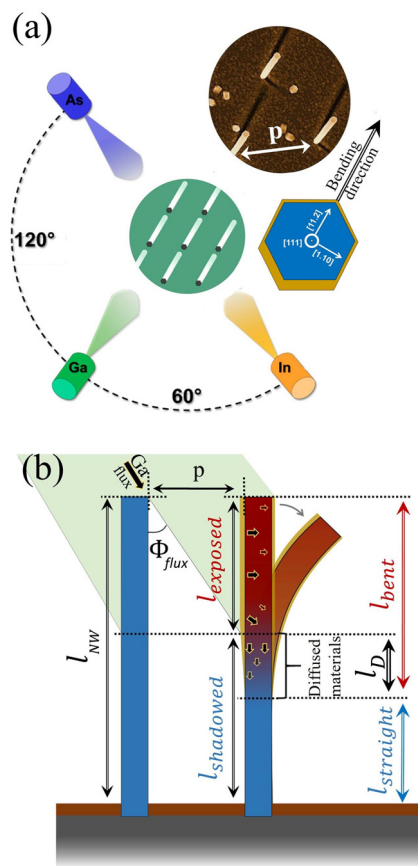 (a)
As
p
Bending
direction
[11.2]
[111]
[1.10]
120°
Ga
60°
In
(b)
Ga
flux
p
Φflux
lexposed
lbent
lNW
lshadowed
Diffused
materials
lD
lstraight